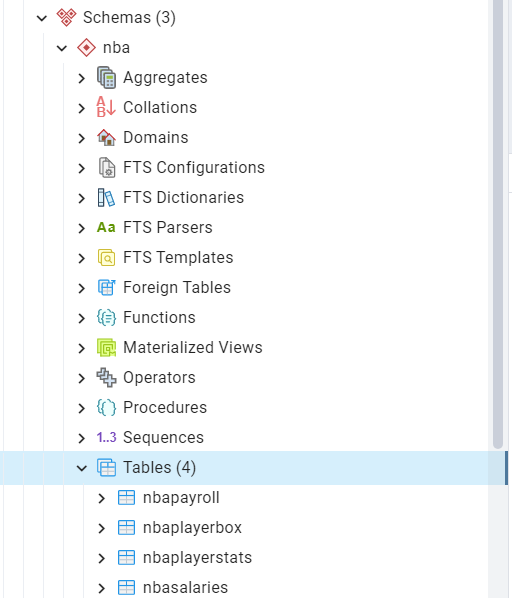 Schemas (3)
nba
Aggregates
Collations
Domains
FTS Configurations
FTS Dictionaries
Aa FTS Parsers
FTS Templates
Foreign Tables
Functions
Materialized Views
Operators
Procedures
1..3 Sequences
Tables (4)
nbapayroll
nbaplayerbox
nbaplayerstats
nbasalaries